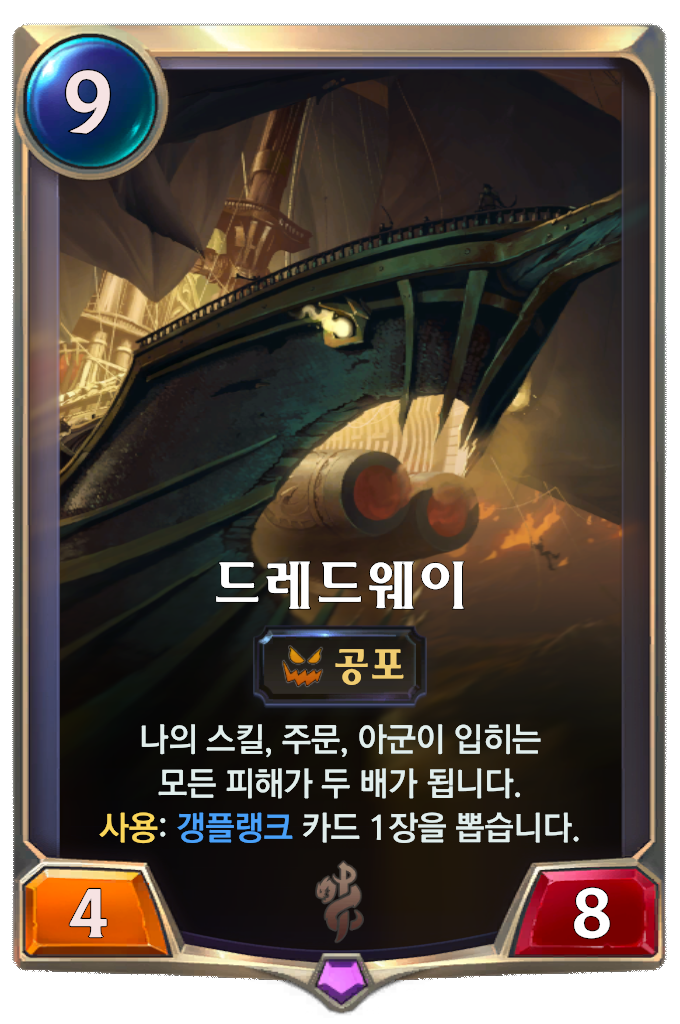 9
드레드웨이
공포
나의 스킬, 주문, 아군이 입히는
모든 피해가 두 배가 됩니다.
사용: 갱플랭크 카드 1장을 뽑습니다.
4
8